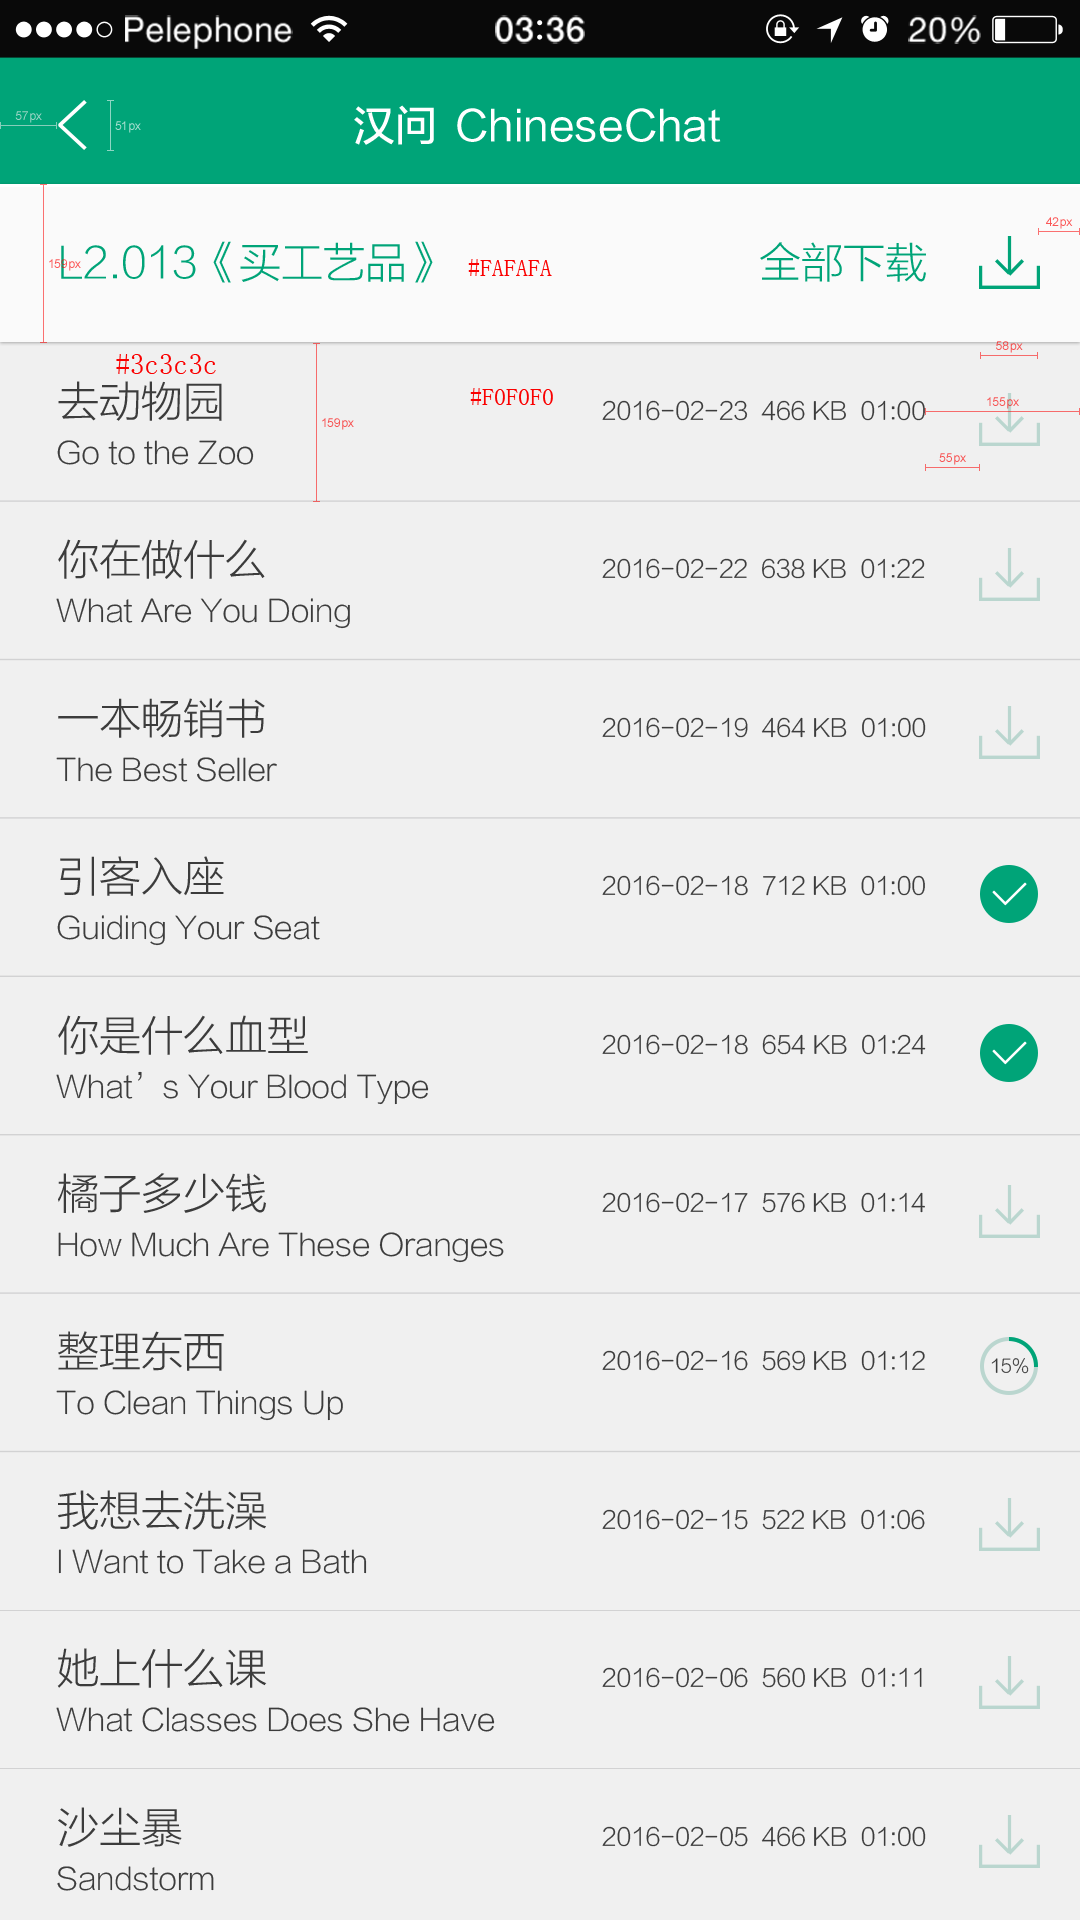 Pelephone 03:36 20%
57px 51px 汉问 ChineseChat
42px
159px L2.013《买工艺品》 #FAFAFA 全部下载
#3c3c3c 58px
去动物园 #F0F0F0 2016-02-23 466 KB 01:00 155px
159px
Go to the Zoo 55px
你在做什么 2016-02-22 638 KB 01:22
What Are You Doing
一本畅销书 2016-02-19 464 KB 01:00
The Best Seller
引客入座 2016-02-18 712 KB 01:00
Guiding Your Seat
你是什么血型 2016-02-18 654 KB 01:24
What’s Your Blood Type
橘子多少钱 2016-02-17 576 KB 01:14
How Much Are These Oranges
整理东西 2016-02-16 569 KB 01:12 15%
To Clean Things Up
我想去洗澡 2016-02-15 522 KB 01:06
I Want to Take a Bath
她上什么课 2016-02-06 560 KB 01:11
What Classes Does She Have
沙尘暴 2016-02-05 466 KB 01:00
Sandstorm